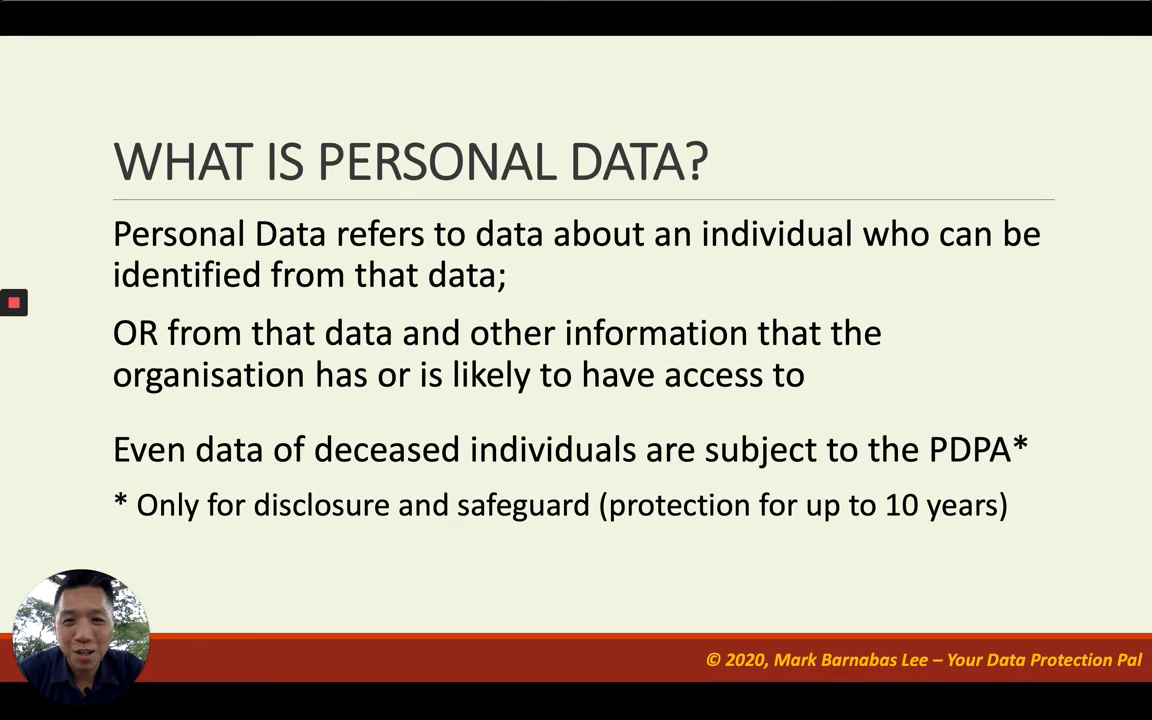 WHAT IS PERSONAL DATA?
Personal Data refers to data about an individual who can be
identified from that data;
OR from that data and other information that the
organisation has or is likely to have access to
Even data of deceased individuals are subject to the PDPA*
* Only for disclosure and safeguard (protection for up to 10 years)
© 2020, Mark Barnabas Lee – Your Data Protection Pal